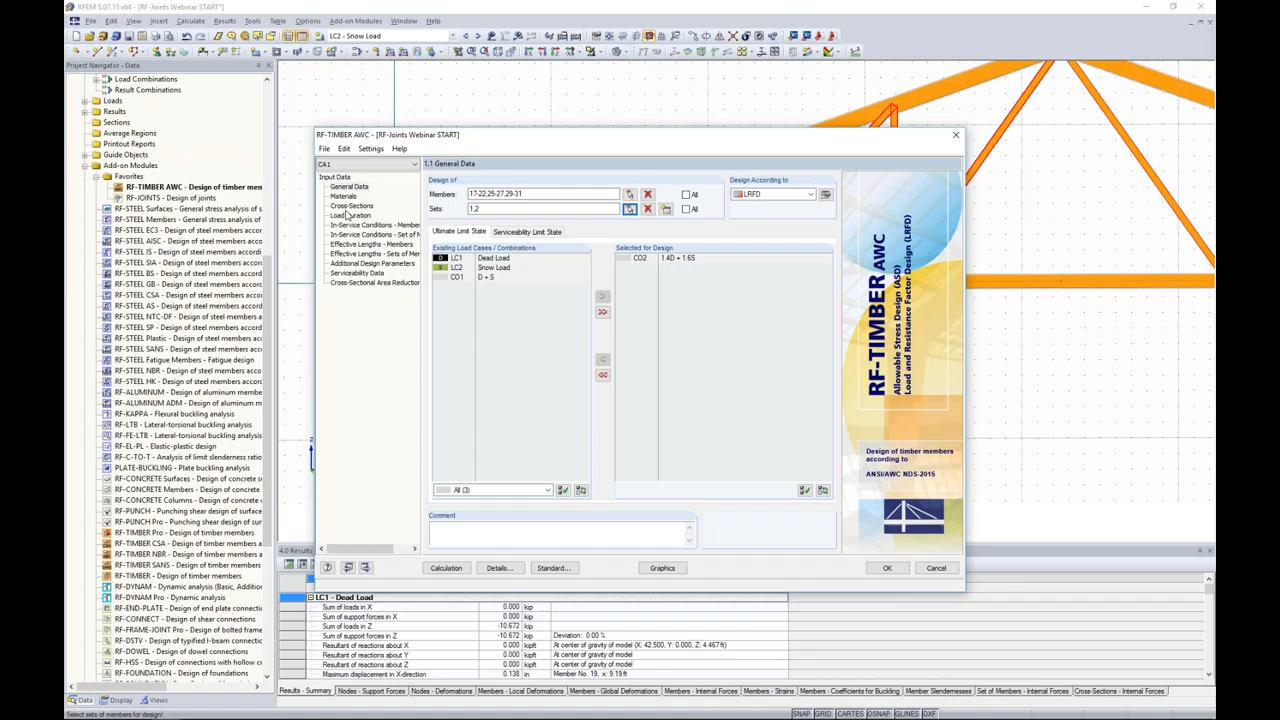 RFEM 5.07.15 x64 - [RF-Joints Webinar START*]
File Edit View Insert Calculate Results Tools Table Options Add-on Modules Window Help
LC2 - Snow Load
Project Navigator - Data
Load Combinations
Result Combinations
Loads
Results
Sections
Average Regions
Printout Reports
Guide Objects
Add-on Modules
Favorites
RF-TIMBER AWC - Design of timber mem
RF-JOINTS - Design of joints
RF-STEEL Surfaces - General stress analysis of s
RF-STEEL Members - General stress analysis of
RF-STEEL EC3 - Design of steel members accor
RF-STEEL AISC - Design of steel members acco
RF-STEEL IS - Design of steel members accordi
RF-STEEL SIA - Design of steel members accor
RF-STEEL BS - Design of steel members accord
RF-STEEL GB - Design of steel members accord
RF-STEEL CSA - Design of steel members acco
RF-STEEL AS - Design of steel members accord
RF-STEEL NTC-DF - Design of steel members a
RF-STEEL SP - Design of steel members accord
RF-STEEL Plastic - Design of steel members ac
RF-STEEL SANS - Design of steel members acc
RF-STEEL Fatigue Members - Fatigue design
RF-STEEL NBR - Design of steel members acco
RF-STEEL HK - Design of steel members accor
RF-ALUMINUM - Design of aluminum member
RF-ALUMINUM ADM - Design of aluminum m
RF-KAPPA - Flexural buckling analysis
RF-LTB - Lateral-torsional buckling analysis
RF-FE-LTB - Lateral-torsional buckling analysis
RF-EL-PL - Elastic-plastic design
RF-C-TO-T - Analysis of limit slenderness ratio
PLATE-BUCKLING - Plate buckling analysis
RF-CONCRETE Surfaces - Design of concrete su
RF-CONCRETE Members - Design of concrete
RF-CONCRETE Columns - Design of concrete c
RF-PUNCH - Punching shear design of surface
RF-PUNCH Pro - Punching shear design of surf
RF-TIMBER Pro - Design of timber members
RF-TIMBER CSA - Design of timber members a
RF-TIMBER NBR - Design of timber members a
RF-TIMBER SANS - Design of timber members
RF-TIMBER - Design of timber members
RF-DYNAM - Dynamic analysis (Basic, Addition
RF-DYNAM Pro - Dynamic analysis
RF-END-PLATE - Design of end plate connectio
RF-CONNECT - Design of shear connections
RF-FRAME-JOINT Pro - Design of bolted frame
RF-DSTV - Design of typified I-beam connectio
RF-DOWEL - Design of dowel connections
RF-HSS - Design of connections with hollow c
RF-FOUNDATION - Design of foundations
Data Display Views
Select sets of members for design!
RF-TIMBER AWC - [RF-Joints Webinar START]
File Edit Settings Help
CA1
1.1 General Data
Input Data
General Data
Materials
Cross-Sections
Load Duration
In-Service Conditions - Membe
In-Service Conditions - Set of M
Effective Lengths - Members
Effective Lengths - Sets of Mem
Additional Design Parameters
Serviceability Data
Cross-Sectional Area Reduction
Design of
Members: 17-22,25-27,29-31 All
Sets: 1,2 All
Design According to
LRFD
Ultimate Limit State Serviceability Limit State
Existing Load Cases / Combinations
D LC1 Dead Load
S LC2 Snow Load
CO1 D + S
All (3)
Selected for Design
CO2 1.4D + 1.6S
Comment
RF-TIMBER AWC
Allowable Stress Design (ASD)
Load and Resistance Factor Design (LRFD)
Design of timber members
according to
ANSI/AWC NDS-2015
Calculation Details... Standard... Graphics OK Cancel
Z
4.0 Results
LC1 - Dead Load
Sum of loads in X 0.000 kip
Sum of support forces in X 0.000 kip
Sum of loads in Z -10.672 kip
Sum of support forces in Z -10.672 kip Deviation: 0.00 %
Resultant of reactions about X 0.000 kipft At center of gravity of model (X: 42.500, Y: 0.000, Z: 4.467 ft)
Resultant of reactions about Y 0.000 kipft At center of gravity of model
Resultant of reactions about Z 0.000 kipft At center of gravity of model
Maximum displacement in X-direction 0.138 in Member No. 19, x: 9.19 ft
Results - Summary Nodes - Support Forces Nodes - Deformations Members - Local Deformations Members - Global Deformations Members - Internal Forces Members - Strains Members - Coefficients for Buckling Member Slendernesses Set of Members - Internal Forces Cross-Sections - Internal Forces
SNAP GRID CARTES OSNAP GLINES DXF